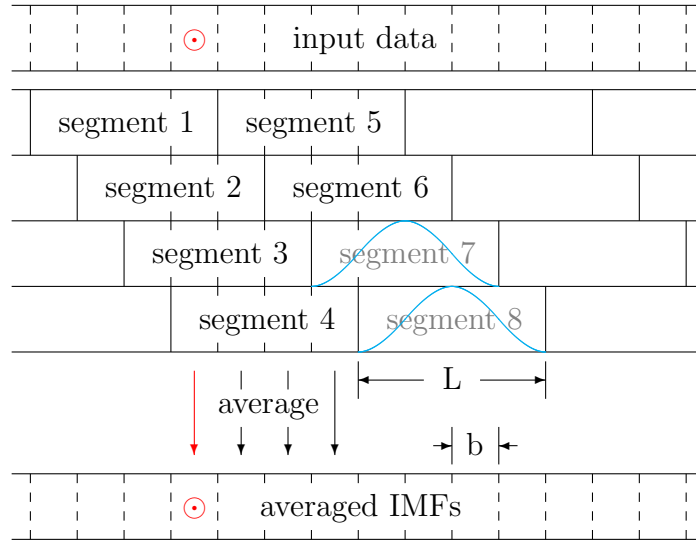 input data
segment 1 segment 5
segment 2 segment 6
segment 3 segment 7
segment 4 segment 8
average L
b
averaged IMFs